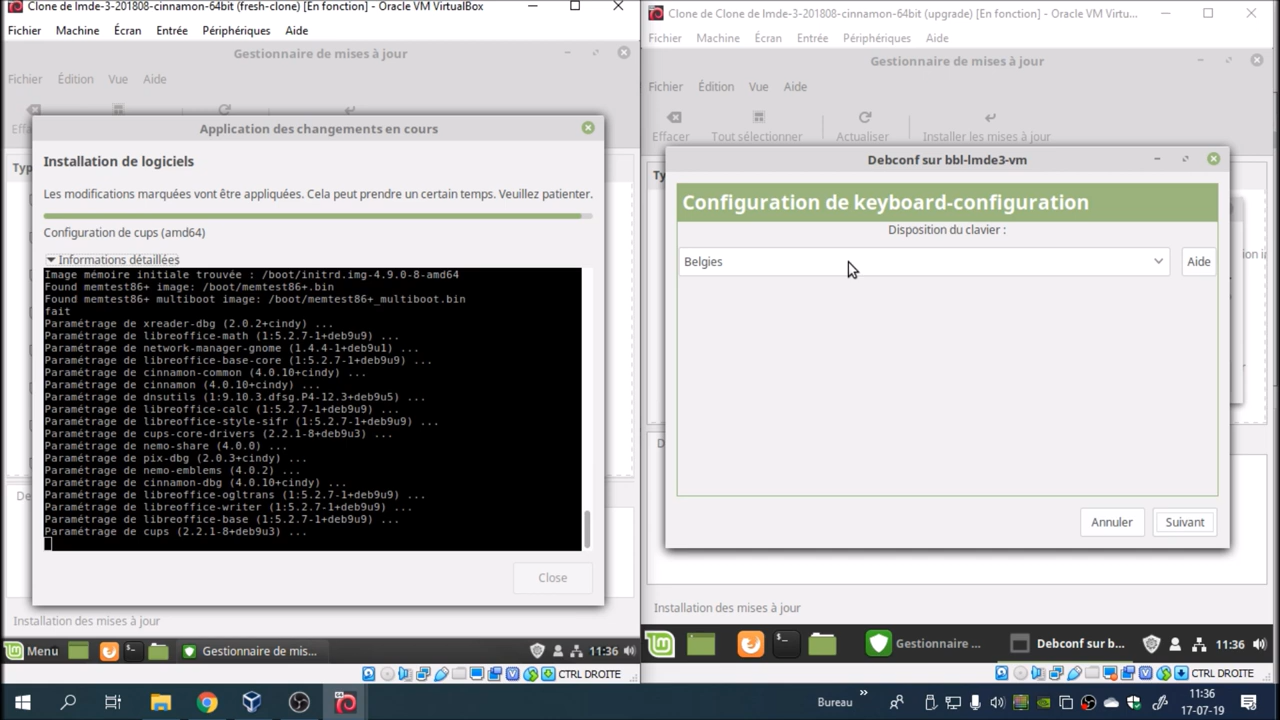 Clone de Clone de lmde-3-201808-cinnamon-64bit (fresh-clone) [En fonction] - Oracle VM VirtualBox
Fichier Machine Écran Entrée Périphériques Aide
Gestionnaire de mises à jour
Fichier Édition Vue Aide
Application des changements en cours
Installation de logiciels
Les modifications marquées vont être appliquées. Cela peut prendre un certain temps. Veuillez patienter.
Configuration de cups (amd64)
Informations détaillées
Image mémoire initiale trouvée : /boot/initrd.img-4.9.0-8-amd64
Found memtest86+ image: /boot/memtest86+.bin
Found memtest86+ multiboot image: /boot/memtest86+_multiboot.bin
fait
Paramétrage de xreader-dbg (2.0.2+cindy) ...
Paramétrage de libreoffice-math (1:5.2.7-1+deb9u9) ...
Paramétrage de network-manager-gnome (1.4.4-1+deb9u1) ...
Paramétrage de libreoffice-base-core (1:5.2.7-1+deb9u9) ...
Paramétrage de cinnamon-common (4.0.10+cindy) ...
Paramétrage de cinnamon (4.0.10+cindy) ...
Paramétrage de dnsutils (1:9.10.3.dfsg.P4-12.3+deb9u5) ...
Paramétrage de libreoffice-calc (1:5.2.7-1+deb9u9) ...
Paramétrage de libreoffice-style-sifr (1:5.2.7-1+deb9u9) ...
Paramétrage de cups-core-drivers (2.2.1-8+deb9u3) ...
Paramétrage de nemo-share (4.0.0) ...
Paramétrage de pix-dbg (2.0.3+cindy) ...
Paramétrage de nemo-emblems (4.0.2) ...
Paramétrage de cinnamon-dbg (4.0.10+cindy) ...
Paramétrage de libreoffice-ogltrans (1:5.2.7-1+deb9u9) ...
Paramétrage de libreoffice-writer (1:5.2.7-1+deb9u9) ...
Paramétrage de libreoffice-base (1:5.2.7-1+deb9u9) ...
Paramétrage de cups (2.2.1-8+deb9u3) ...
Close
Installation des mises à jour
Menu Gestionnaire de mis... 11:36
CTRL DROITE
Clone de Clone de lmde-3-201808-cinnamon-64bit (upgrade) [En fonction] - Oracle VM Virtu...
Fichier Machine Écran Entrée Périphériques Aide
Gestionnaire de mises à jour
Fichier Édition Vue Aide
Effacer Tout sélectionner Actualiser Installer les mises à jour
Debconf sur bbl-lmde3-vm
Configuration de keyboard-configuration
Disposition du clavier :
Belgies Aide
Annuler Suivant
Installation des mises à jour
Gestionnaire ... Debconf sur b... 11:36
CTRL DROITE
Bureau
11:36
17-07-19